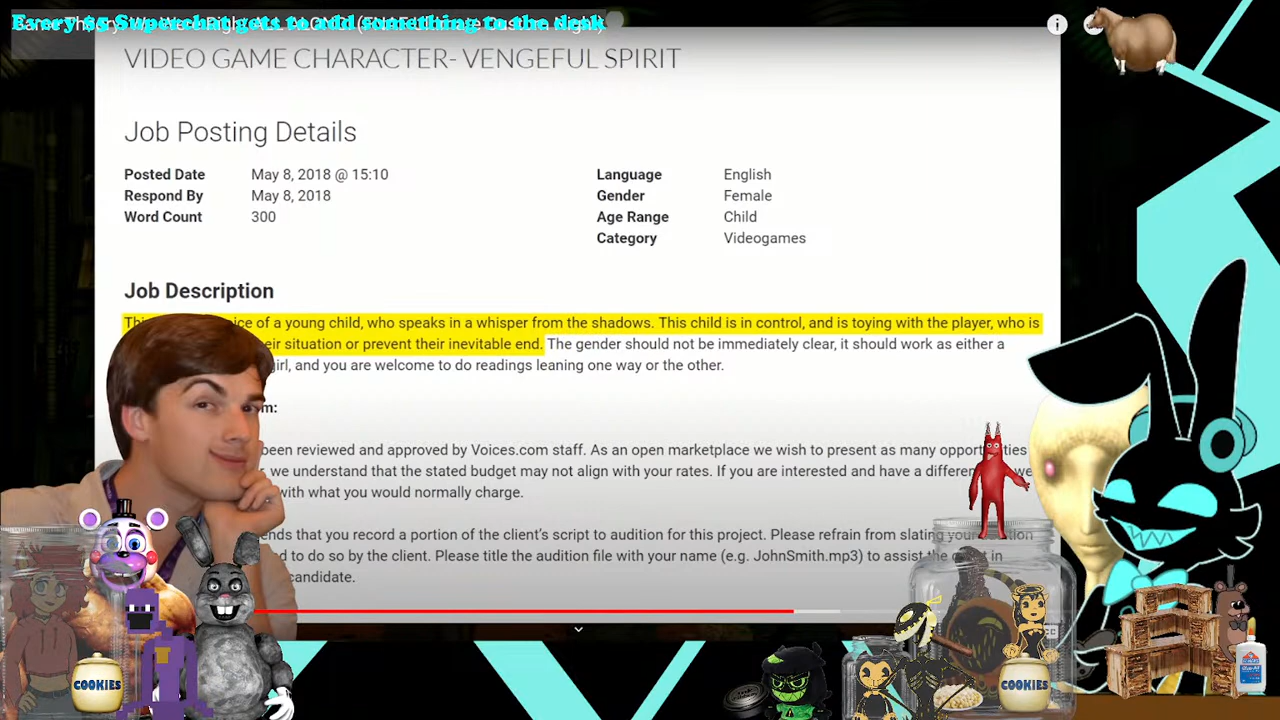 Every $5 Superchat gets to add something to the desk
VIDEO GAME CHARACTER- VENGEFUL SPIRIT
Job Posting Details
Posted Date May 8, 2018 @ 15:10
Respond By May 8, 2018
Word Count 300
Language English
Gender Female
Age Range Child
Category Videogames
Job Description
of a young child, who speaks in a whisper from the shadows. This child is in control, and is toying with the player, who is
situation or prevent their inevitable end. The gender should not be immediately clear, it should work as either a
and you are welcome to do readings leaning one way or the other.
been reviewed and approved by Voices.com staff. As an open marketplace we wish to present as many opportunities
we understand that the stated budget may not align with your rates. If you are interested and have a
with what you would normally charge.
that you record a portion of the client's script to audition for this project. Please refrain from slating
to do so by the client. Please title the audition file with your name (e.g. JohnSmith.mp3) to assist the
candidate.
COOKIES
COOKIES